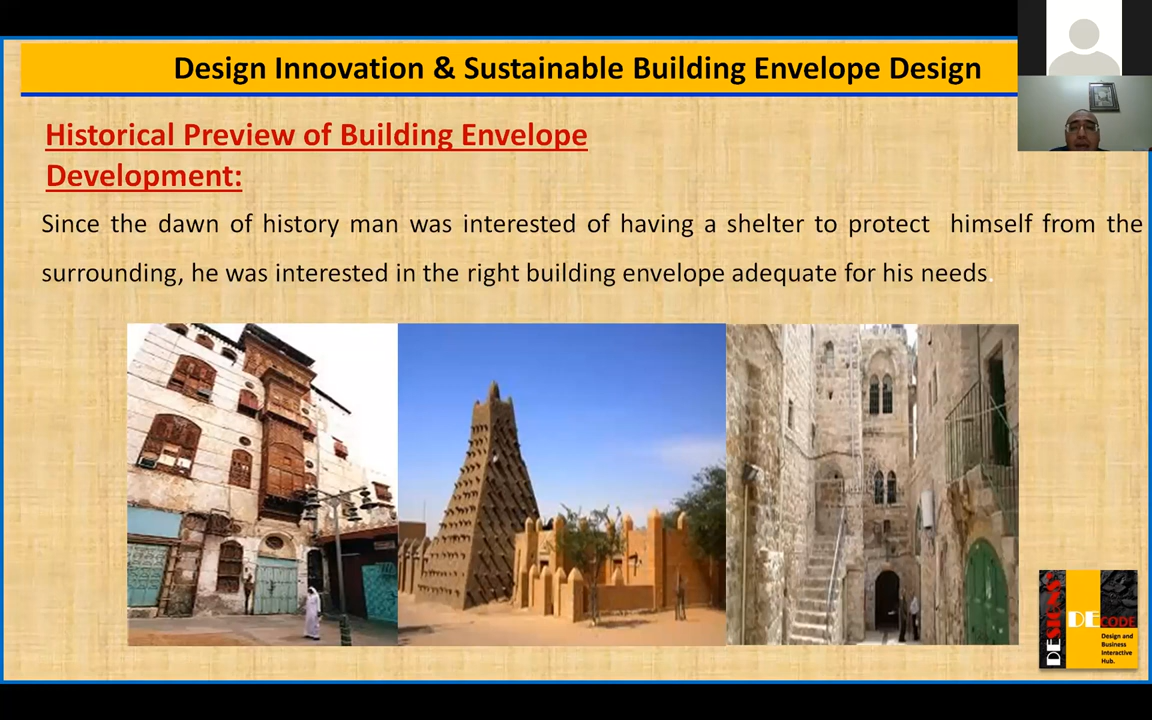 Design Innovation & Sustainable Building Envelope Design
Historical Preview of Building Envelope
Development:
Since the dawn of history man was interested of having a shelter to protect himself from the
surrounding, he was interested in the right building envelope adequate for his needs.
DESIGNS
DECODE
Design and
Business
Interactive
Hub.